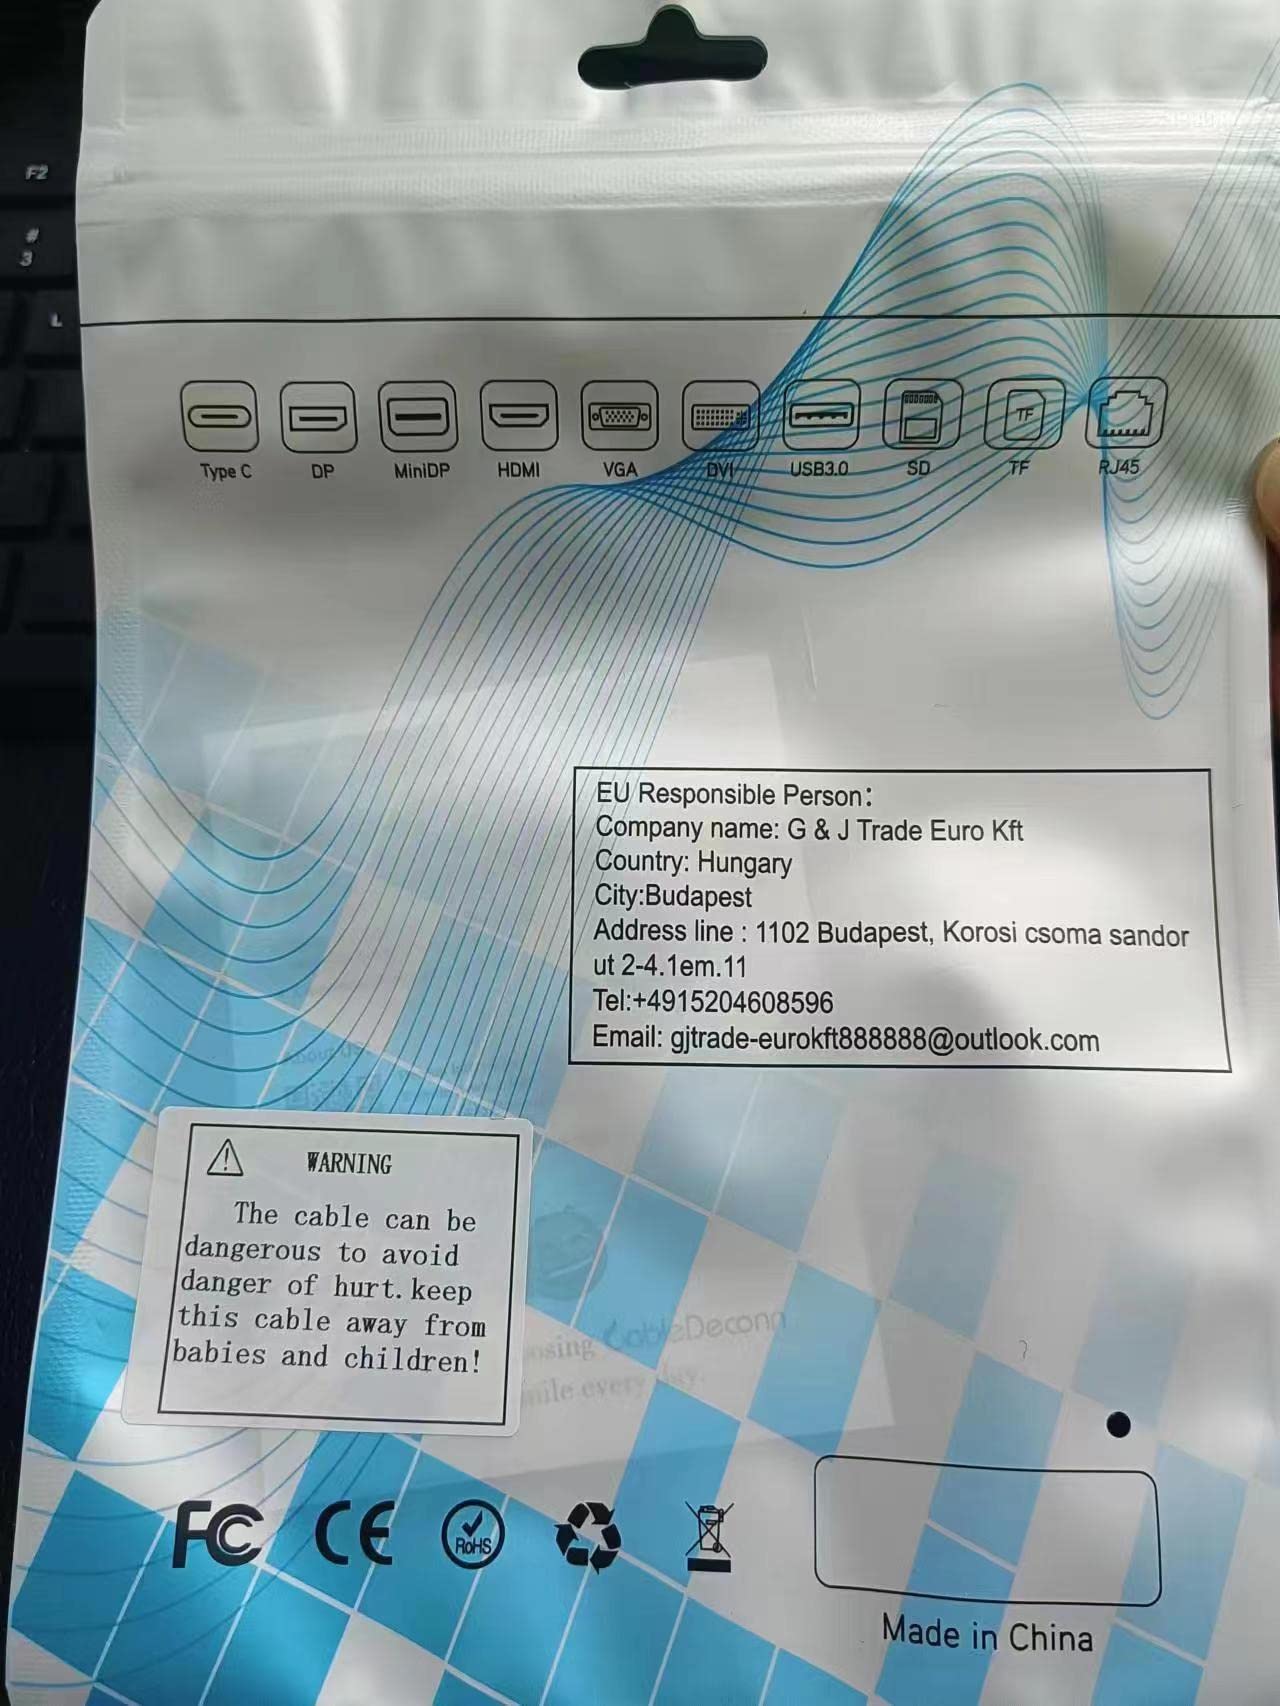 F2
#
3
L
Type C DP MiniDP HDMI VGA DVI USB3.0 SD TF RJ45
TF
EU Responsible Person:
Company name: G & J Trade Euro Kft
Country: Hungary
City:Budapest
Address line : 1102 Budapest, Korosi csoma sandor
ut 2-4.1em.11
Tel:+4915204608596
Email: gjtrade-eurokft888888@outlook.com
WARNING
The cable can be
dangerous to avoid
danger of hurt.keep
this cable away from
babies and children!
CableDeconn
every
FC CE RoHS
Made in China